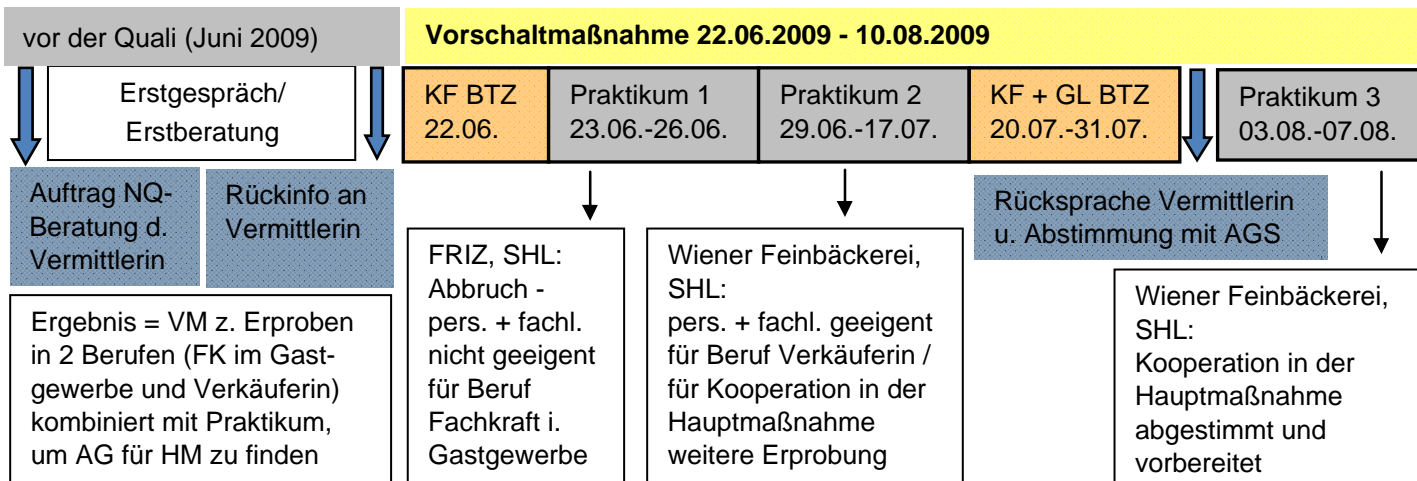 vor der Quali (Juni 2009)
Vorschaltmaßnahme 22.06.2009 - 10.08.2009
Erstgespräch/
Erstberatung
KF BTZ
22.06.
Praktikum 1
23.06.-26.06.
Praktikum 2
29.06.-17.07.
KF + GL BTZ
20.07.-31.07.
Praktikum 3
03.08.-07.08.
Auftrag NQ-
Beratung d.
Vermittlerin
Rückinfo an
Vermittlerin
Rücksprache Vermittlerin
u. Abstimmung mit AGS
Ergebnis = VM z. Erproben
in 2 Berufen (FK im Gast-
gewerbe und Verkäuferin)
kombiniert mit Praktikum,
um AG für HM zu finden
FRIZ, SHL:
Abbruch -
pers. + fachl.
nicht geeigent
für Beruf
Fachkraft i.
Gastgewerbe
Wiener Feinbäckerei,
SHL:
pers. + fachl. geeigent
für Beruf Verkäuferin /
für Kooperation in der
Hauptmaßnahme
weitere Erprobung
Wiener Feinbäckerei,
SHL:
Kooperation in der
Hauptmaßnahme
abgestimmt und
vorbereitet